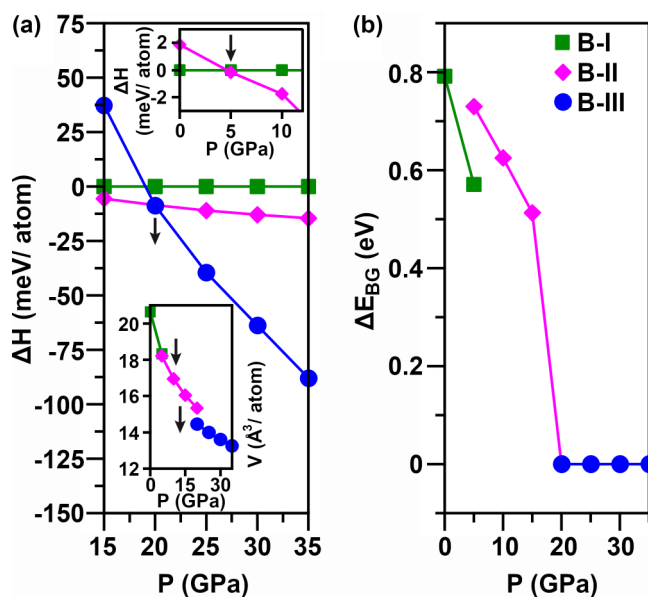 (a)
75
50
25
0
-25
-50
-75
-100
-125
-150
ΔH (meV/ atom)
15 20 25 30 35
P (GPa)
2
0
-2
ΔH
(meV/ atom)
0 5 10
P (GPa)
20
18
16
14
12
V (Å³/ atom)
0 15 30
P (GPa)
(b)
B-I
B-II
B-III
0.8
0.6
0.4
0.2
0
ΔE_BG (eV)
0 10 20 30
P (GPa)